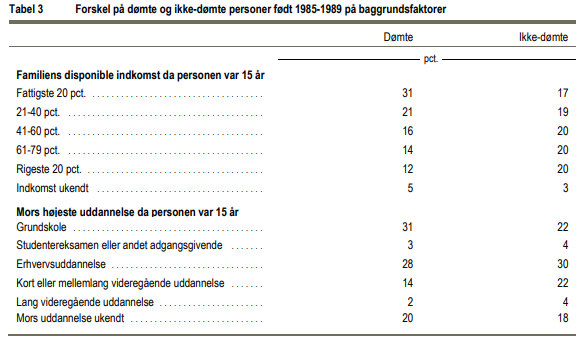 Tabel 3 Forskel på dømte og ikke-dømte personer født 1985-1989 på baggrundsfaktorer
Dømte Ikke-dømte
pct.
Familiens disponible indkomst da personen var 15 år
Fattigste 20 pct. 31 17
21-40 pct. 21 19
41-60 pct. 16 20
61-79 pct. 14 20
Rigeste 20 pct. 12 20
Indkomst ukendt 5 3
Mors højeste uddannelse da personen var 15 år
Grundskole 31 22
Studentereksamen eller andet adgangsgivende 3 4
Erhvervsuddannelse 28 30
Kort eller mellemlang videregående uddannelse 14 22
Lang videregående uddannelse 2 4
Mors uddannelse ukendt 20 18